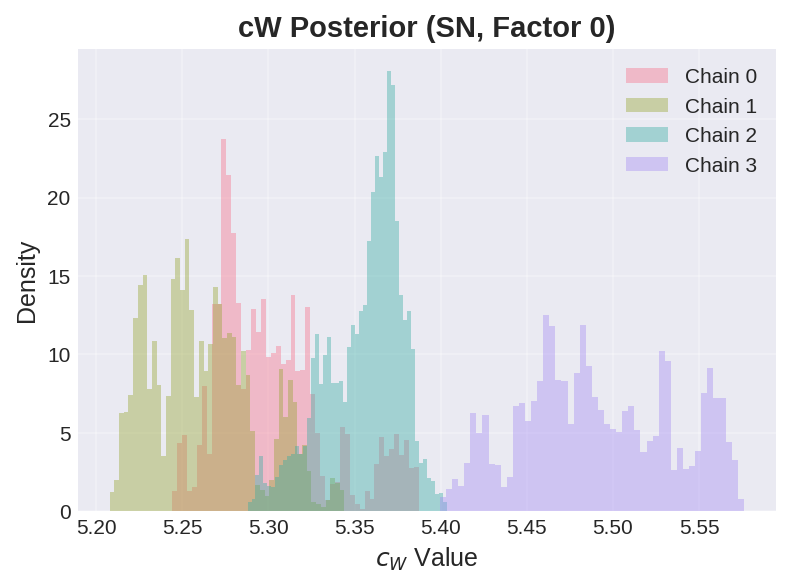 cW Posterior (SN, Factor 0)
Chain 0
Chain 1
Chain 2
Chain 3
25
20
15
10
5
0
Density
5.20 5.25 5.30 5.35 5.40 5.45 5.50 5.55
c_W Value